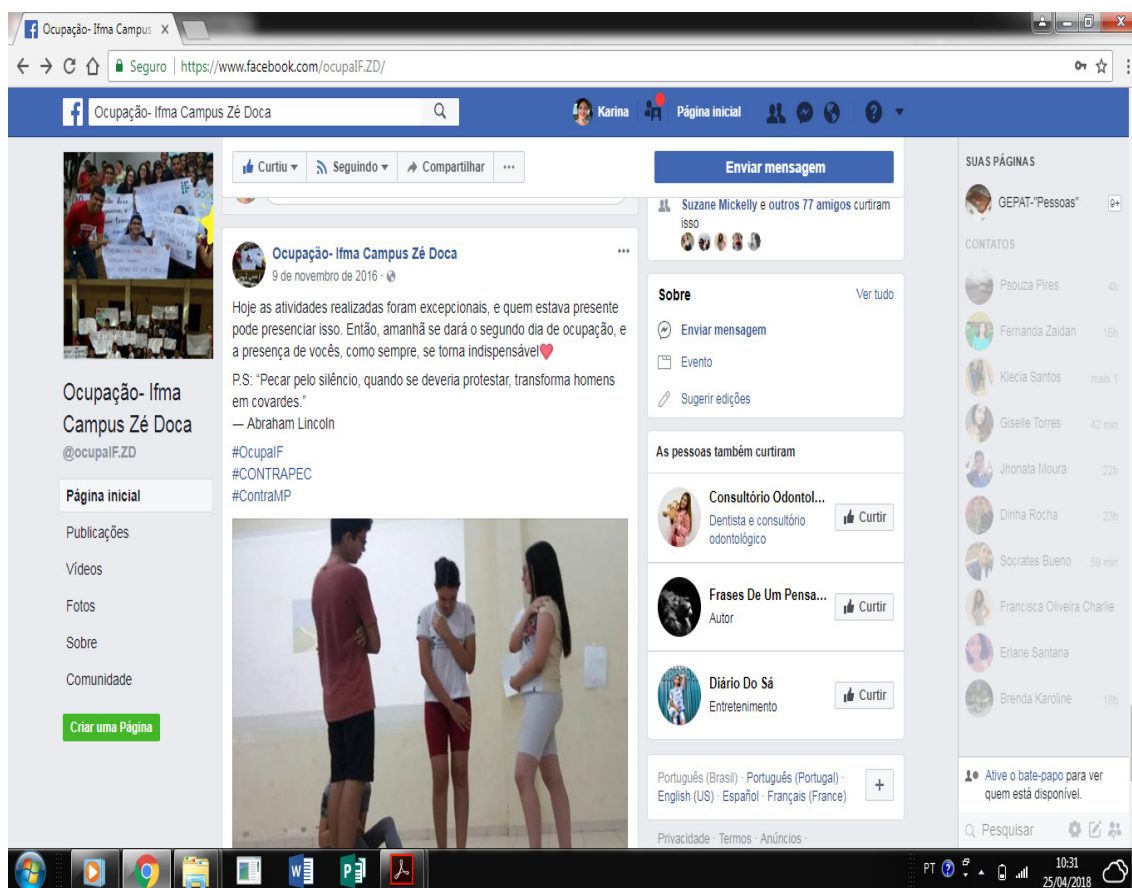 Ocupação- Ifma Campus
Seguro | https://www.facebook.com/ocupaIF.ZD/
Ocupação- Ifma Campus Zé Doca
Karina
Página inicial
Curtiu
Seguindo
Compartilhar
Enviar mensagem
Ocupação- Ifma Campus Zé Doca
@ocupaIF.ZD
Página inicial
Publicações
Vídeos
Fotos
Sobre
Comunidade
Criar uma Página
Ocupação- Ifma Campus Zé Doca
9 de novembro de 2016
Hoje as atividades realizadas foram excepcionais, e quem estava presente
pode presenciar isso. Então, amanhã se dará o segundo dia de ocupação, e
a presença de vocês, como sempre, se torna indispensável
P.S: “Pecar pelo silêncio, quando se deveria protestar, transforma homens
em covardes.”
— Abraham Lincoln
#OcupaIF
#CONTRAPEC
#ContraMP
Suzane Mickelly e outros 77 amigos curtiram
isso
Sobre
Ver tudo
Enviar mensagem
Evento
Sugerir edições
As pessoas também curtiram
Consultório Odontol...
Dentista e consultório
odontológico
Curtir
Frases De Um Pensa...
Autor
Curtir
Diário Do Sá
Entretenimento
Curtir
Português (Brasil) · Português (Portugal) ·
English (US) · Español · Français (France)
Privacidade · Termos · Anúncios ·
SUAS PÁGINAS
GEPAT-"Pessoas" 9+
CONTATOS
Psouza Pires 4h
Fernanda Zaidan 16h
Klecia Santos mais 1
Giselle Torres 42 min
Jhonata Moura 22h
Dinha Rocha 23h
Socrates Bueno 59 min
Francisca Oliveira Charlie
Eriane Santana
Brenda Karoline 18h
Ative o bate-papo para ver
quem está disponível.
Pesquisar
PT
10:31
25/04/2018